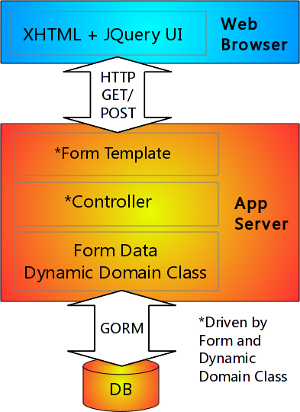 XHTML + JQuery UI
Web
Browser
HTTP
GET/
POST
*Form Template
*Controller
App
Server
Form Data
Dynamic Domain Class
GORM
*Driven by
Form and
Dynamic
Domain Class
DB